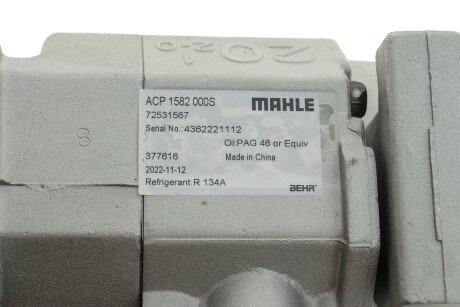 ACP 1582 000S MAHLE
72531567
Serial No.:4362221112
Oil:PAG 46 or Equiv
377616 Made in China
2022-11-12
Refrigerant:R 134A BEHR